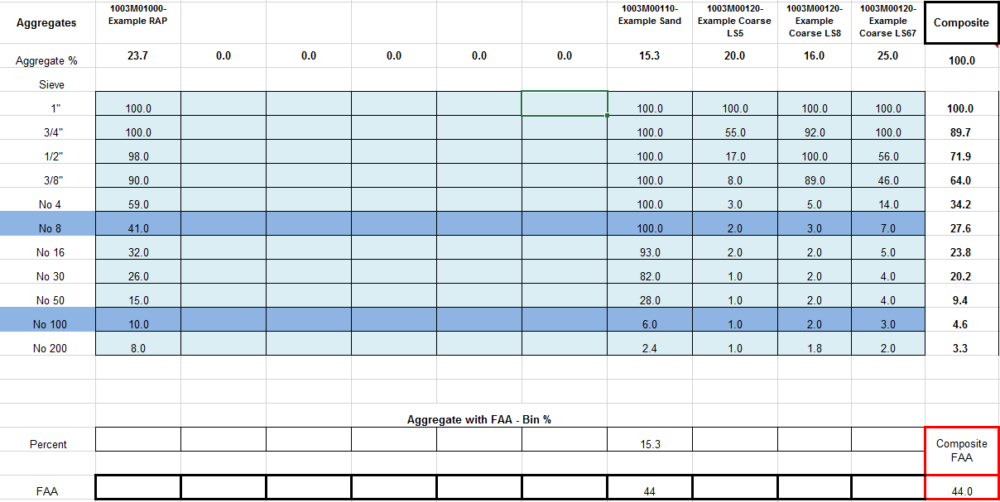 Aggregates 1003M01000-Example RAP 1003M00110-Example Sand 1003M00120-Example Coarse LS5 1003M00120-Example Coarse LS8 1003M00120-Example Coarse LS67 Composite
Aggregate % 23.7 0.0 0.0 0.0 0.0 0.0 15.3 20.0 16.0 25.0 100.0
Sieve
1" 100.0 100.0 100.0 100.0 100.0 100.0
3/4" 100.0 100.0 55.0 92.0 100.0 89.7
1/2" 98.0 100.0 17.0 100.0 56.0 71.9
3/8" 90.0 100.0 8.0 89.0 46.0 64.0
No 4 59.0 100.0 3.0 5.0 14.0 34.2
No 8 41.0 100.0 2.0 3.0 7.0 27.6
No 16 32.0 93.0 2.0 2.0 5.0 23.8
No 30 26.0 82.0 1.0 2.0 4.0 20.2
No 50 15.0 28.0 1.0 2.0 4.0 9.4
No 100 10.0 6.0 1.0 2.0 3.0 4.6
No 200 8.0 2.4 1.0 1.8 2.0 3.3
Aggregate with FAA - Bin %
Percent 15.3 Composite FAA
FAA 44 44.0